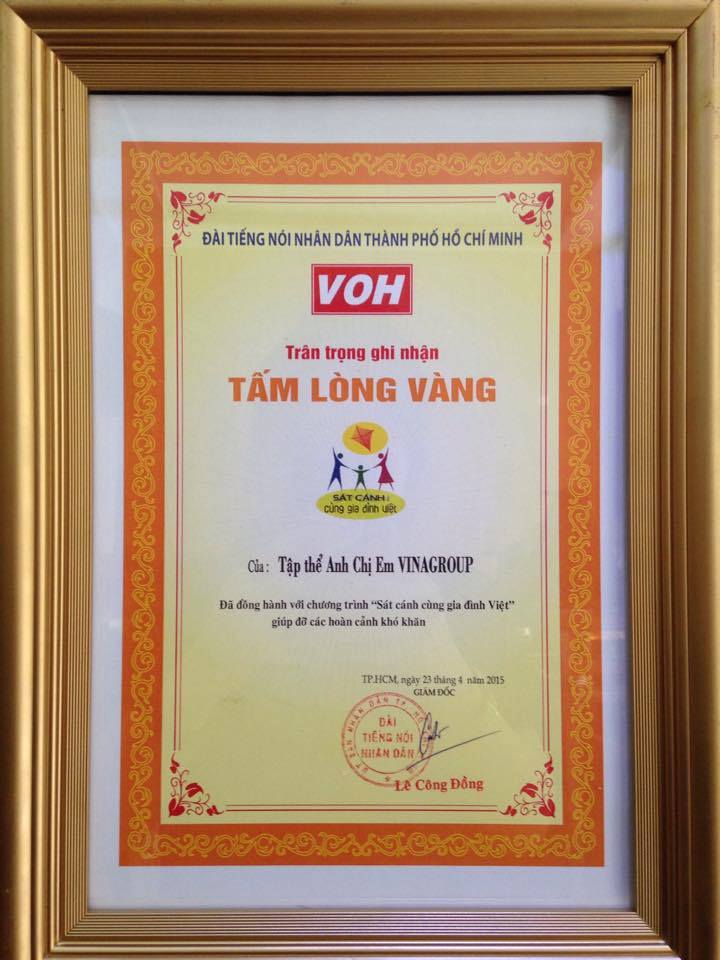 ĐÀI TIẾNG NÓI NHÂN DÂN THÀNH PHỐ HỒ CHÍ MINH
VOH
Trân trọng ghi nhận
TẤM LÒNG VÀNG
SÁT CÁNH
cùng gia đình việt
Của: Tập thể Anh Chị Em VINAGROUP
Đã đồng hành với chương trình “Sát cánh cùng gia đình Việt”
giúp đỡ các hoàn cảnh khó khăn
TP.HCM, ngày 23 tháng 4 năm 2015
GIÁM ĐỐC
ĐÀI
TIẾNG NÓI
NHÂN DÂN
Lê Công Đồng